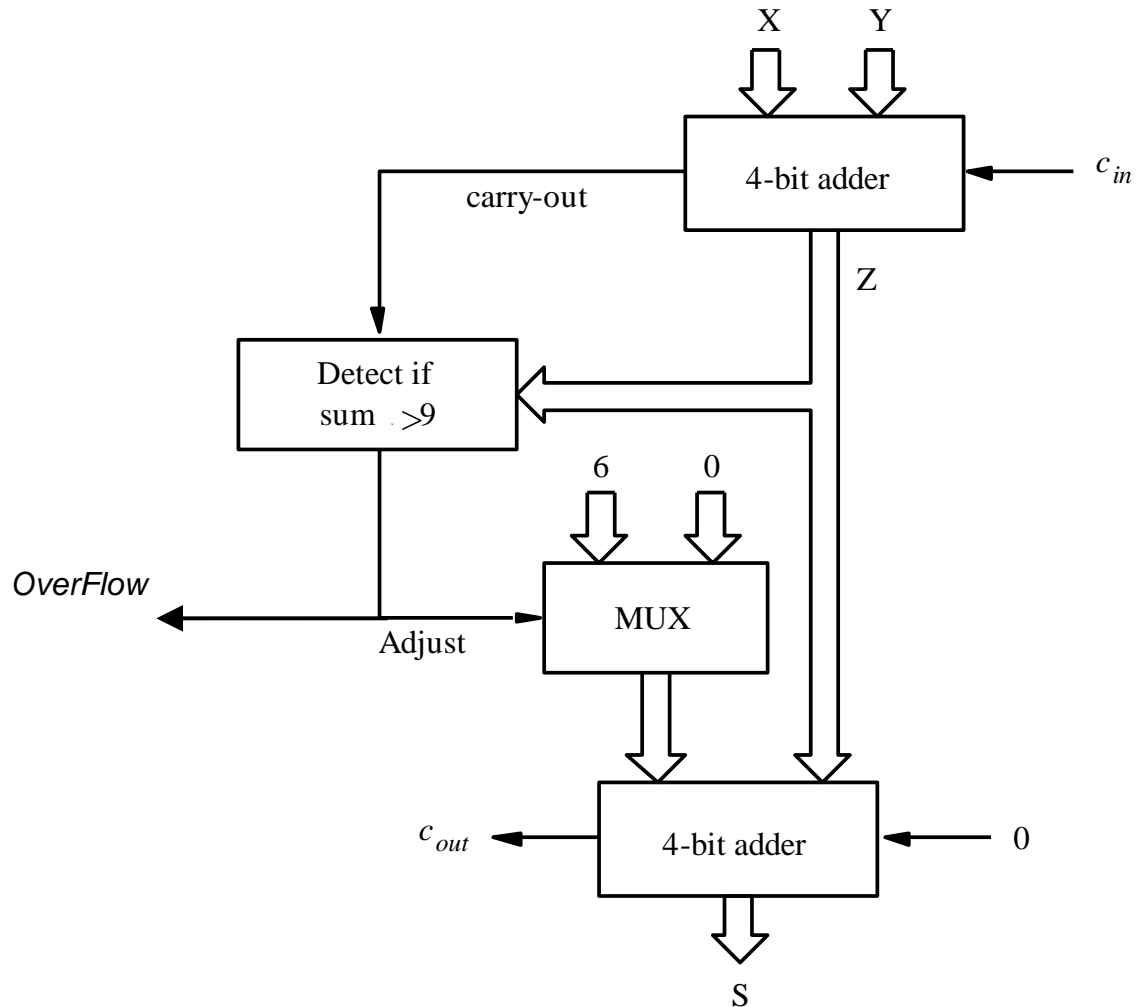 X Y
4-bit adder
c in
carry-out
Z
Detect if
sum >9
6 0
OverFlow
MUX
Adjust
c out
4-bit adder
0
S